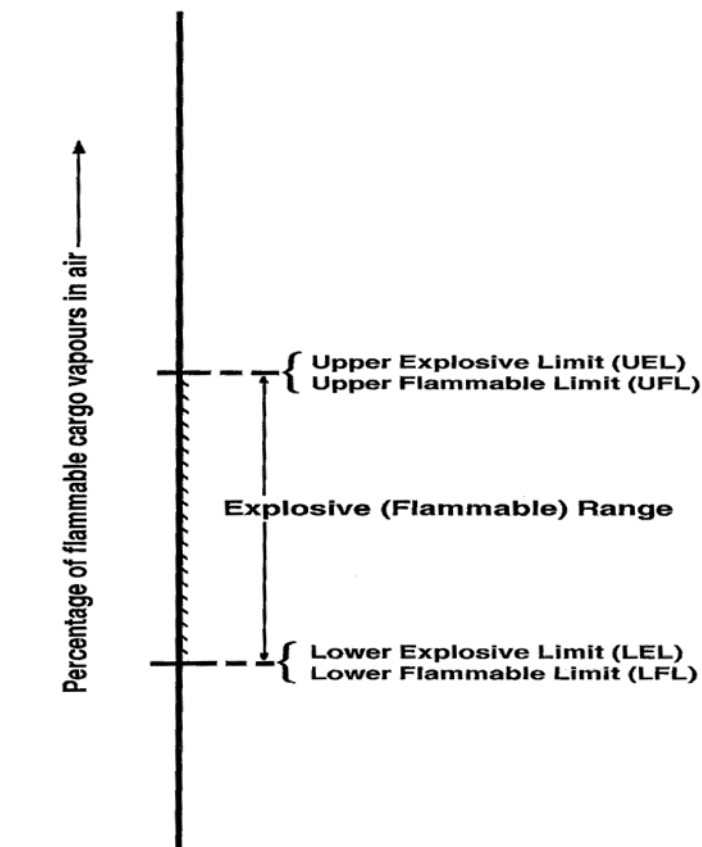 Percentage of flammable cargo vapours in air
Upper Explosive Limit (UEL)
Upper Flammable Limit (UFL)
Explosive (Flammable) Range
Lower Explosive Limit (LEL)
Lower Flammable Limit (LFL)